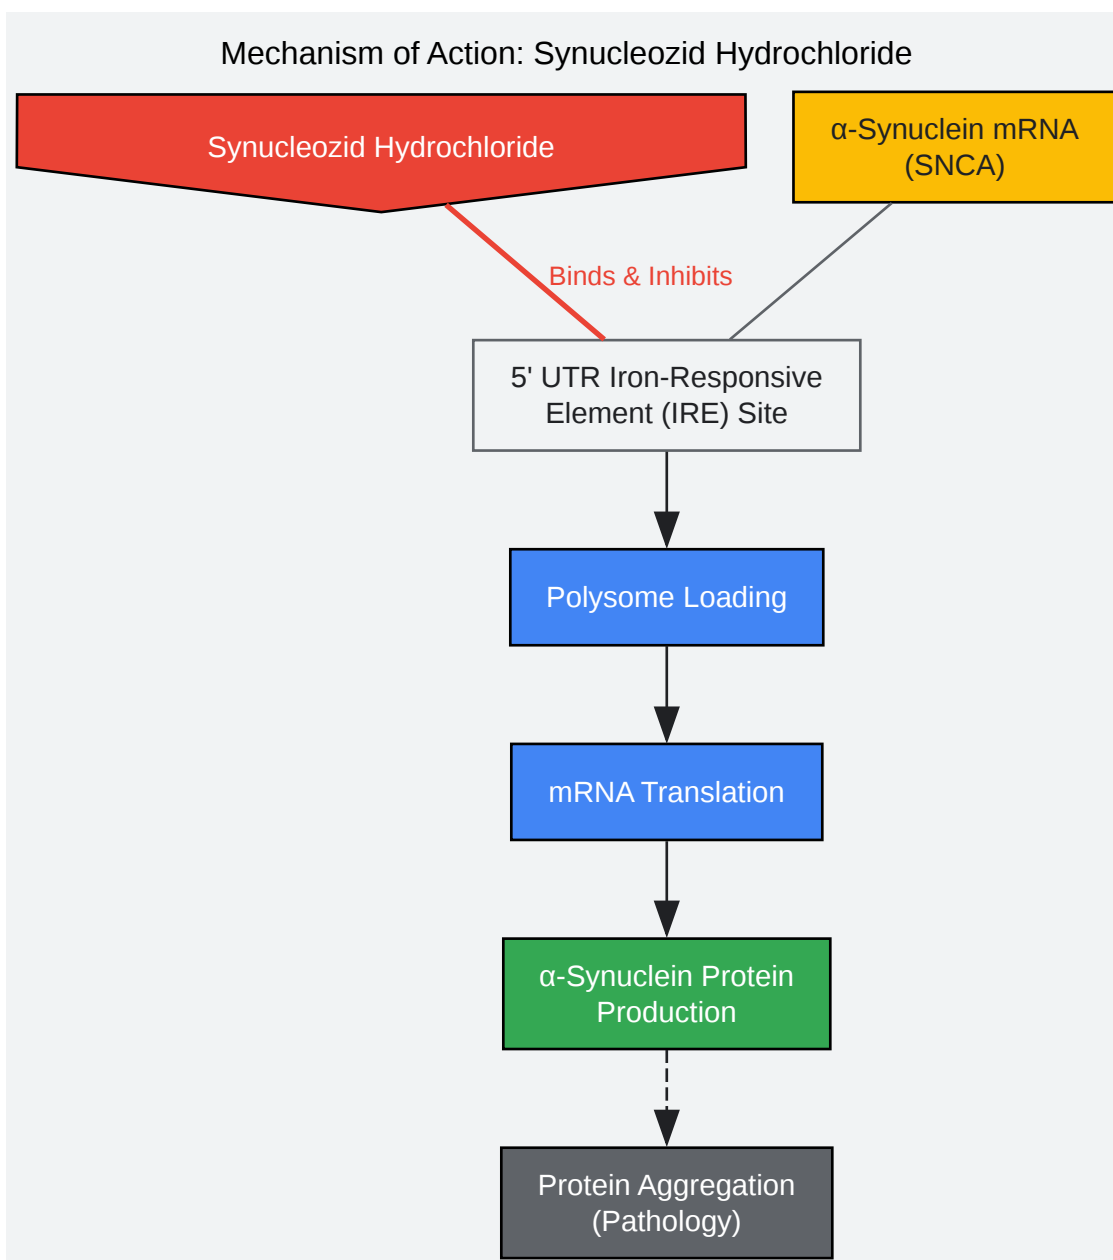 Mechanism of Action: Synucleozid Hydrochloride
Synucleozid Hydrochloride
α-Synuclein mRNA
(SNCA)
Binds & Inhibits
5' UTR Iron-Responsive
Element (IRE) Site
Polysome Loading
mRNA Translation
α-Synuclein Protein
Production
Protein Aggregation
(Pathology)